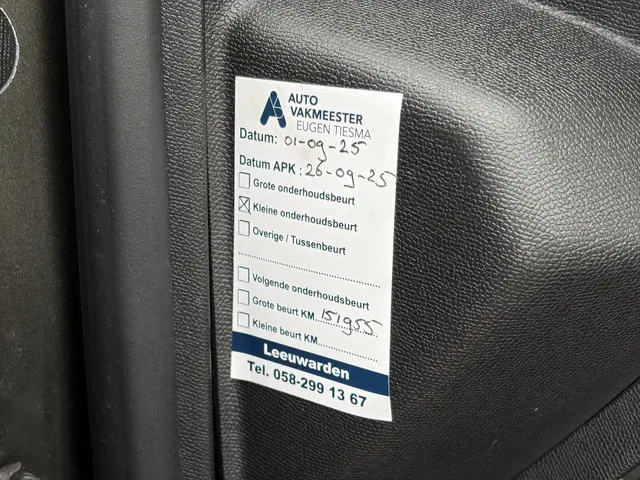 AUTO
VAKMEESTER
EUGEN TIESMA
Datum: 01-09-25
Datum APK : 26-09-25
Grote onderhoudsbeurt
Kleine onderhoudsbeurt
Overige / Tussenbeurt
Volgende onderhoudsbeurt
Grote beurt KM...151955
Kleine beurt KM...............
Leeuwarden
Tel. 058-299 13 67